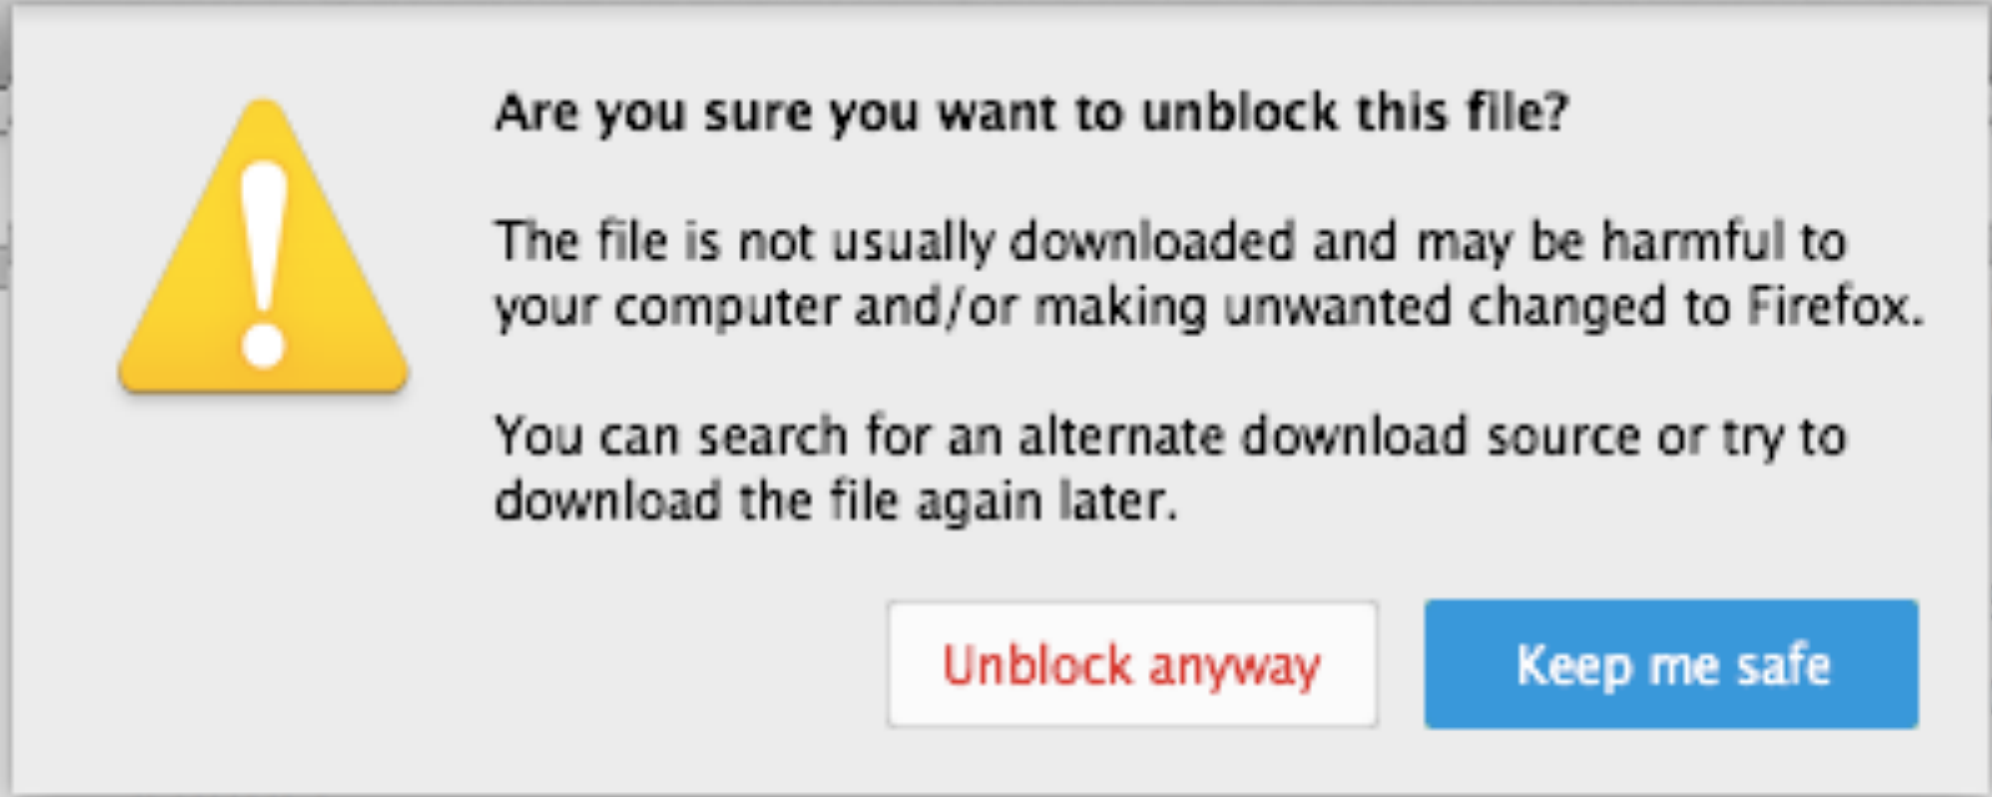 Are you sure you want to unblock this file?
The file is not usually downloaded and may be harmful to
your computer and/or making unwanted changed to Firefox.
You can search for an alternate download source or try to
download the file again later.
Unblock anyway
Keep me safe